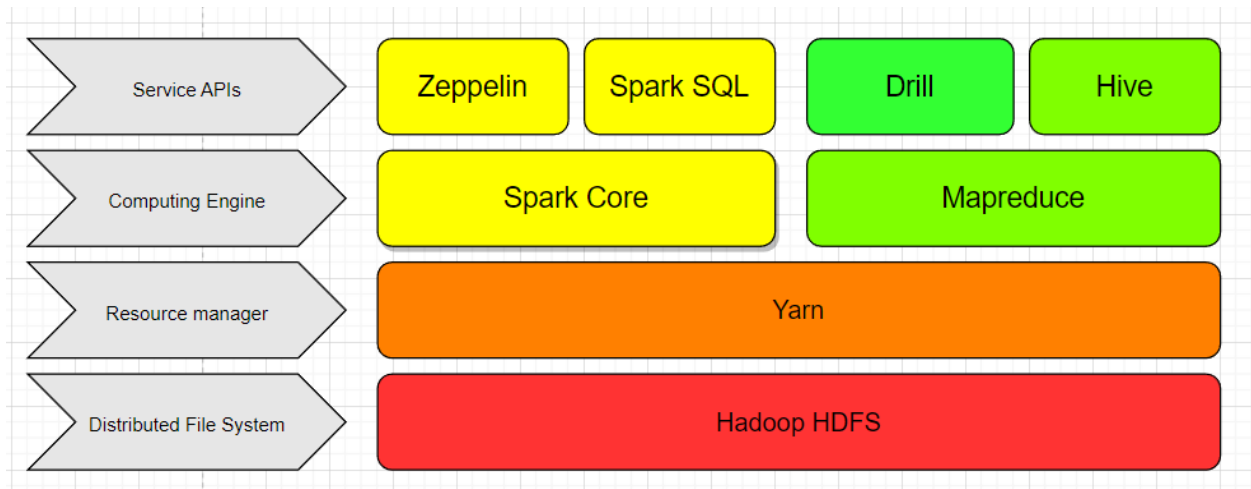 Service APIs
Zeppelin
Spark SQL
Drill
Hive
Computing Engine
Spark Core
Mapreduce
Resource manager
Yarn
Distributed File System
Hadoop HDFS